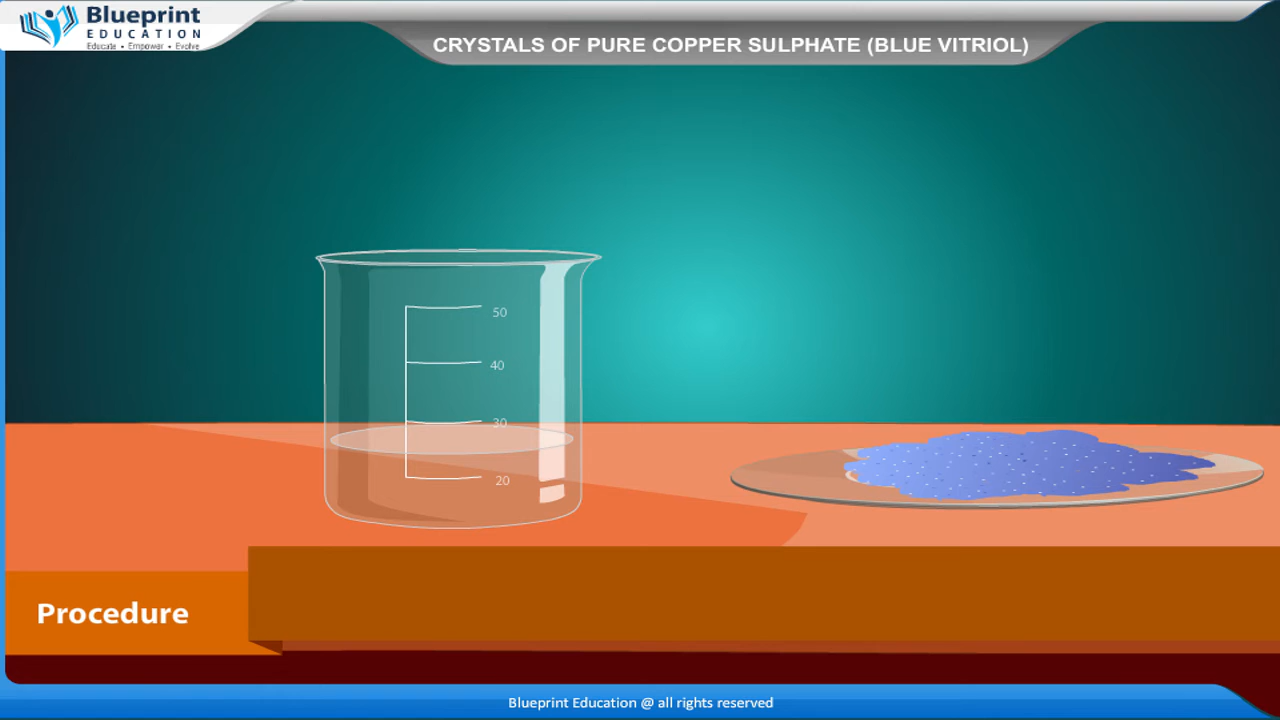 Blueprint
EDUCATION
Educate • Empower • Evolve
CRYSTALS OF PURE COPPER SULPHATE (BLUE VITRIOL)
50
40
30
20
Procedure
Blueprint Education @ all rights reserved